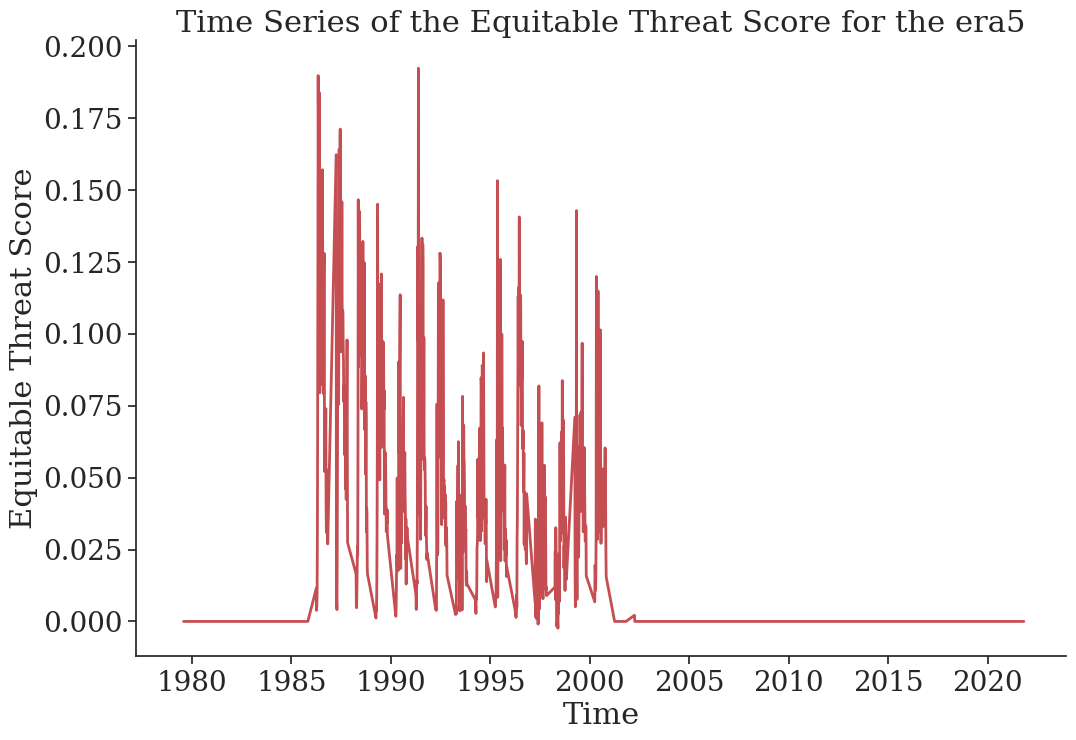 Time Series of the Equitable Threat Score for the era5
0.200
0.175
0.150
0.125
0.100
0.075
0.050
0.025
0.000
Equitable Threat Score
1980 1985 1990 1995 2000 2005 2010 2015 2020
Time